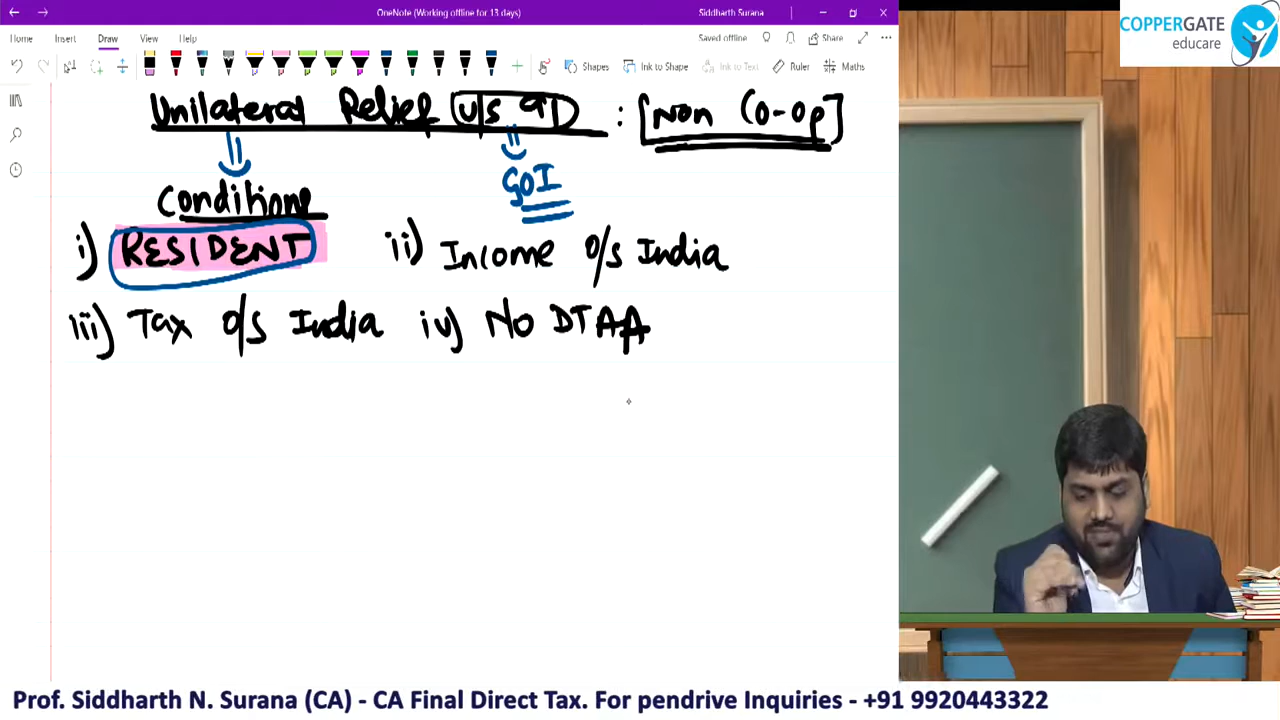 OneNote (Working offline for 13 days)
Siddharth Surana
COPPERGATE
educare
Home Insert Draw View Help
Saved offline Share
Shapes Ink to Shape Ink to Text Ruler Maths
Unilateral Relief u/s 91 : [Non Co-op]
GOI
Conditions
i) RESIDENT ii) Income o/s India
iii) Tax o/s India iv) No DTAA
Prof. Siddharth N. Surana (CA) - CA Final Direct Tax. For pendrive Inquiries - +91 9920443322